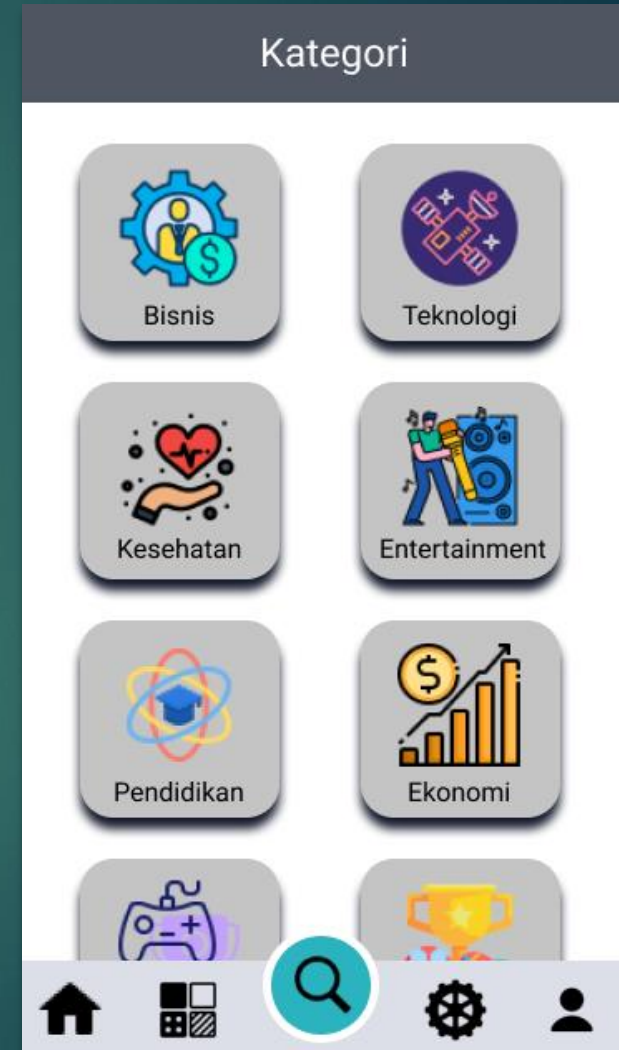 Kategori
Bisnis
Teknologi
Kesehatan
Entertainment
Pendidikan
Ekonomi